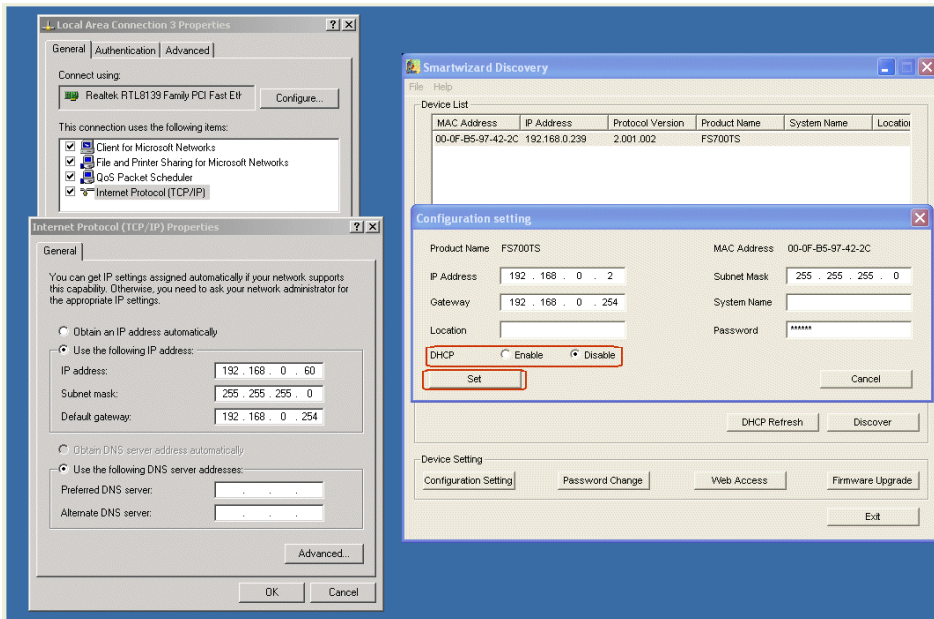 Local Area Connection 3 Properties
General Authentication Advanced
Connect using:
Realtek RTL8139 Family PCI Fast Eth
Configure...
This connection uses the following items:
Client for Microsoft Networks
File and Printer Sharing for Microsoft Networks
QoS Packet Scheduler
Internet Protocol (TCP/IP)
Internet Protocol (TCP/IP) Properties
General
You can get IP settings assigned automatically if your network supports
this capability. Otherwise, you need to ask your network administrator for
the appropriate IP settings.
Obtain an IP address automatically
Use the following IP address:
IP address: 192 . 168 . 0 . 60
Subnet mask: 255 . 255 . 255 . 0
Default gateway: 192 . 168 . 0 . 254
Obtain DNS server address automatically
Use the following DNS server addresses:
Preferred DNS server: . . .
Alternate DNS server: . . .
Advanced...
OK Cancel
Smartwizard Discovery
File Help
Device List
MAC Address IP Address Protocol Version Product Name System Name Location
00-0F-B5-97-42-2C 192.168.0.239 2.001.002 FS700TS
Configuration setting
Product Name FS700TS MAC Address 00-0F-B5-97-42-2C
IP Address 192 . 168 . 0 . 2 Subnet Mask 255 . 255 . 255 . 0
Gateway 192 . 168 . 0 . 254 System Name
Location Password ******
DHCP Enable Disable
Set Cancel
DHCP Refresh Discover
Device Setting
Configuration Setting Password Change Web Access Firmware Upgrade
Exit